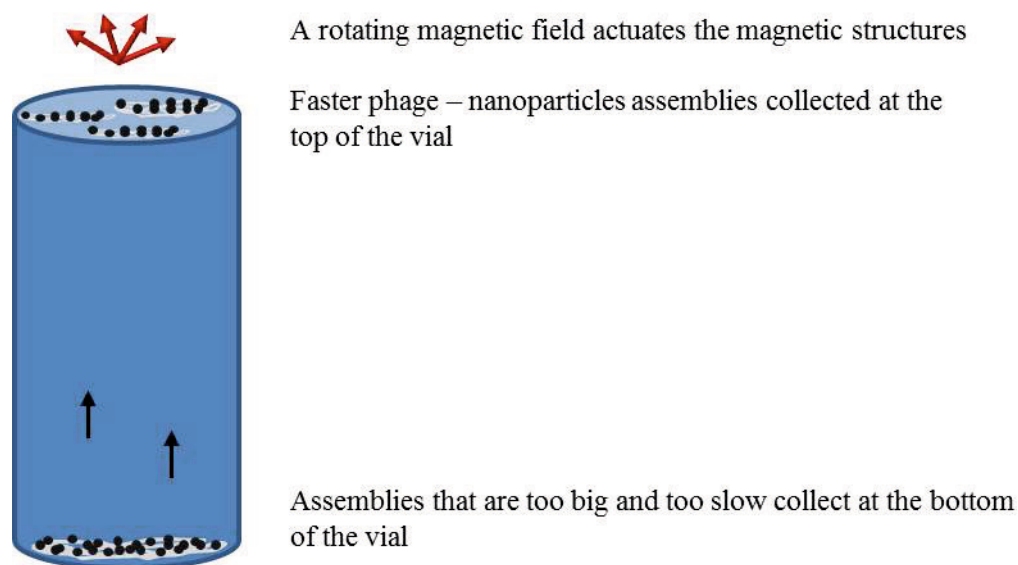 A rotating magnetic field actuates the magnetic structures
Faster phage – nanoparticles assemblies collected at the
top of the vial
Assemblies that are too big and too slow collect at the bottom
of the vial